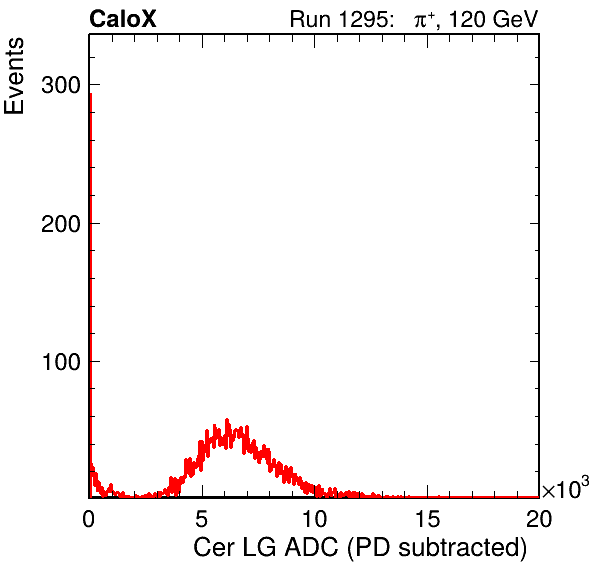 CaloX Run 1295: π⁺, 120 GeV
Events
300
200
100
0 5 10 15 20
×10³
Cer LG ADC (PD subtracted)